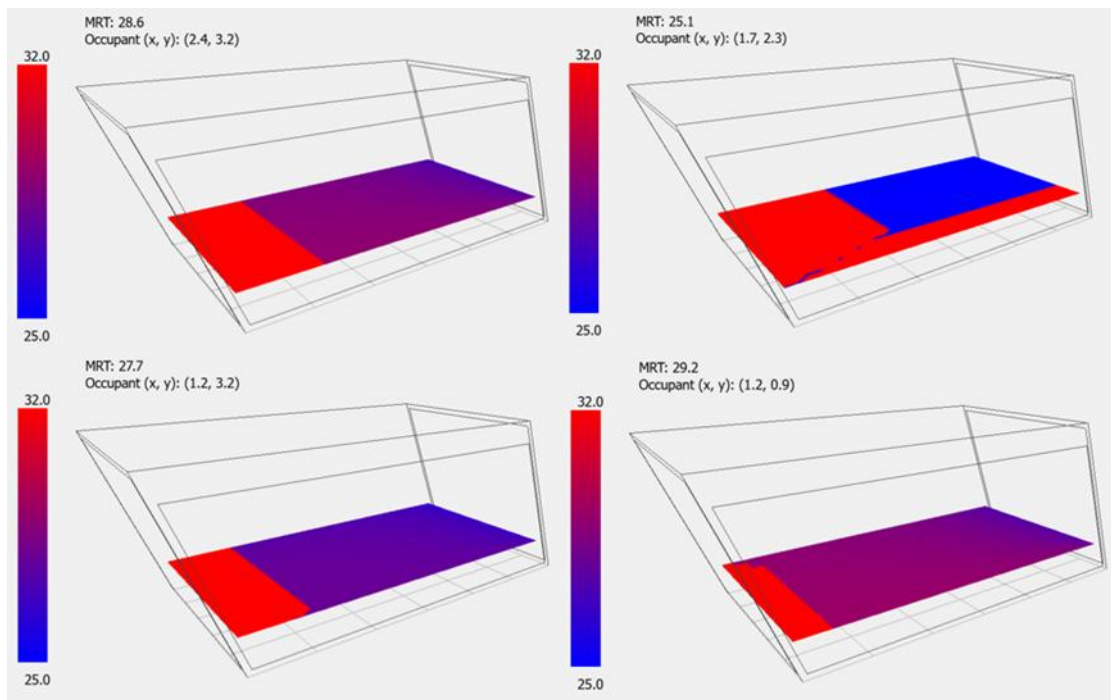 MRT: 28.6
Occupant (x, y): (2.4, 3.2)
32.0
25.0
MRT: 25.1
Occupant (x, y): (1.7, 2.3)
32.0
25.0
MRT: 27.7
Occupant (x, y): (1.2, 3.2)
32.0
25.0
MRT: 29.2
Occupant (x, y): (1.2, 0.9)
32.0
25.0